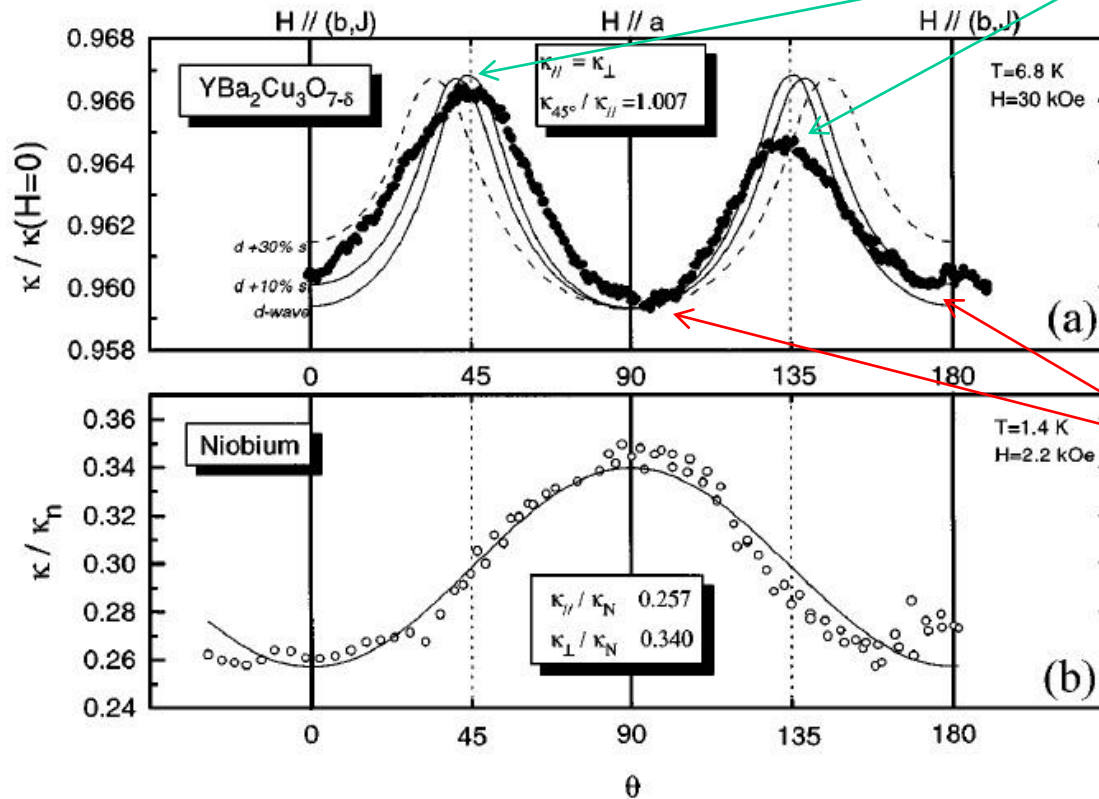 H // (b,J) H // a H // (b,J)
0.968
0.966
0.964
0.962
0.960
0.958
κ / κ(H=0)
YBa₂Cu₃O₇₋δ
κ// = κ⊥
κ45° / κ// =1.007
T=6.8 K
H=30 kOe
d +30% s
d +10% s
d-wave
(a)
0 45 90 135 180
0.36
0.34
0.32
0.30
0.28
0.26
0.24
κ / κn
Niobium
T=1.4 K
H=2.2 kOe
κ// / κN 0.257
κ⊥ / κN 0.340
(b)
0 45 90 135 180
θ